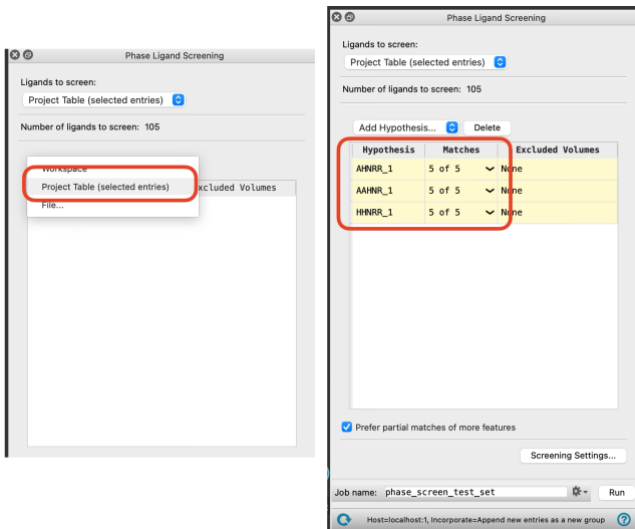 Phase Ligand Screening
Ligands to screen:
Project Table (selected entries)
Number of ligands to screen: 105
Workspace
Project Table (selected entries)
xcluded Volumes
File...
Phase Ligand Screening
Ligands to screen:
Project Table (selected entries)
Number of ligands to screen: 105
Add Hypothesis... Delete
Hypothesis Matches Excluded Volumes
AHNRR_1 5 of 5 None
AAHNR_1 5 of 5 None
HHNRR_1 5 of 5 None
Prefer partial matches of more features
Screening Settings...
Job name: phase_screen_test_set Run
Host=localhost:1, Incorporate=Append new entries as a new group